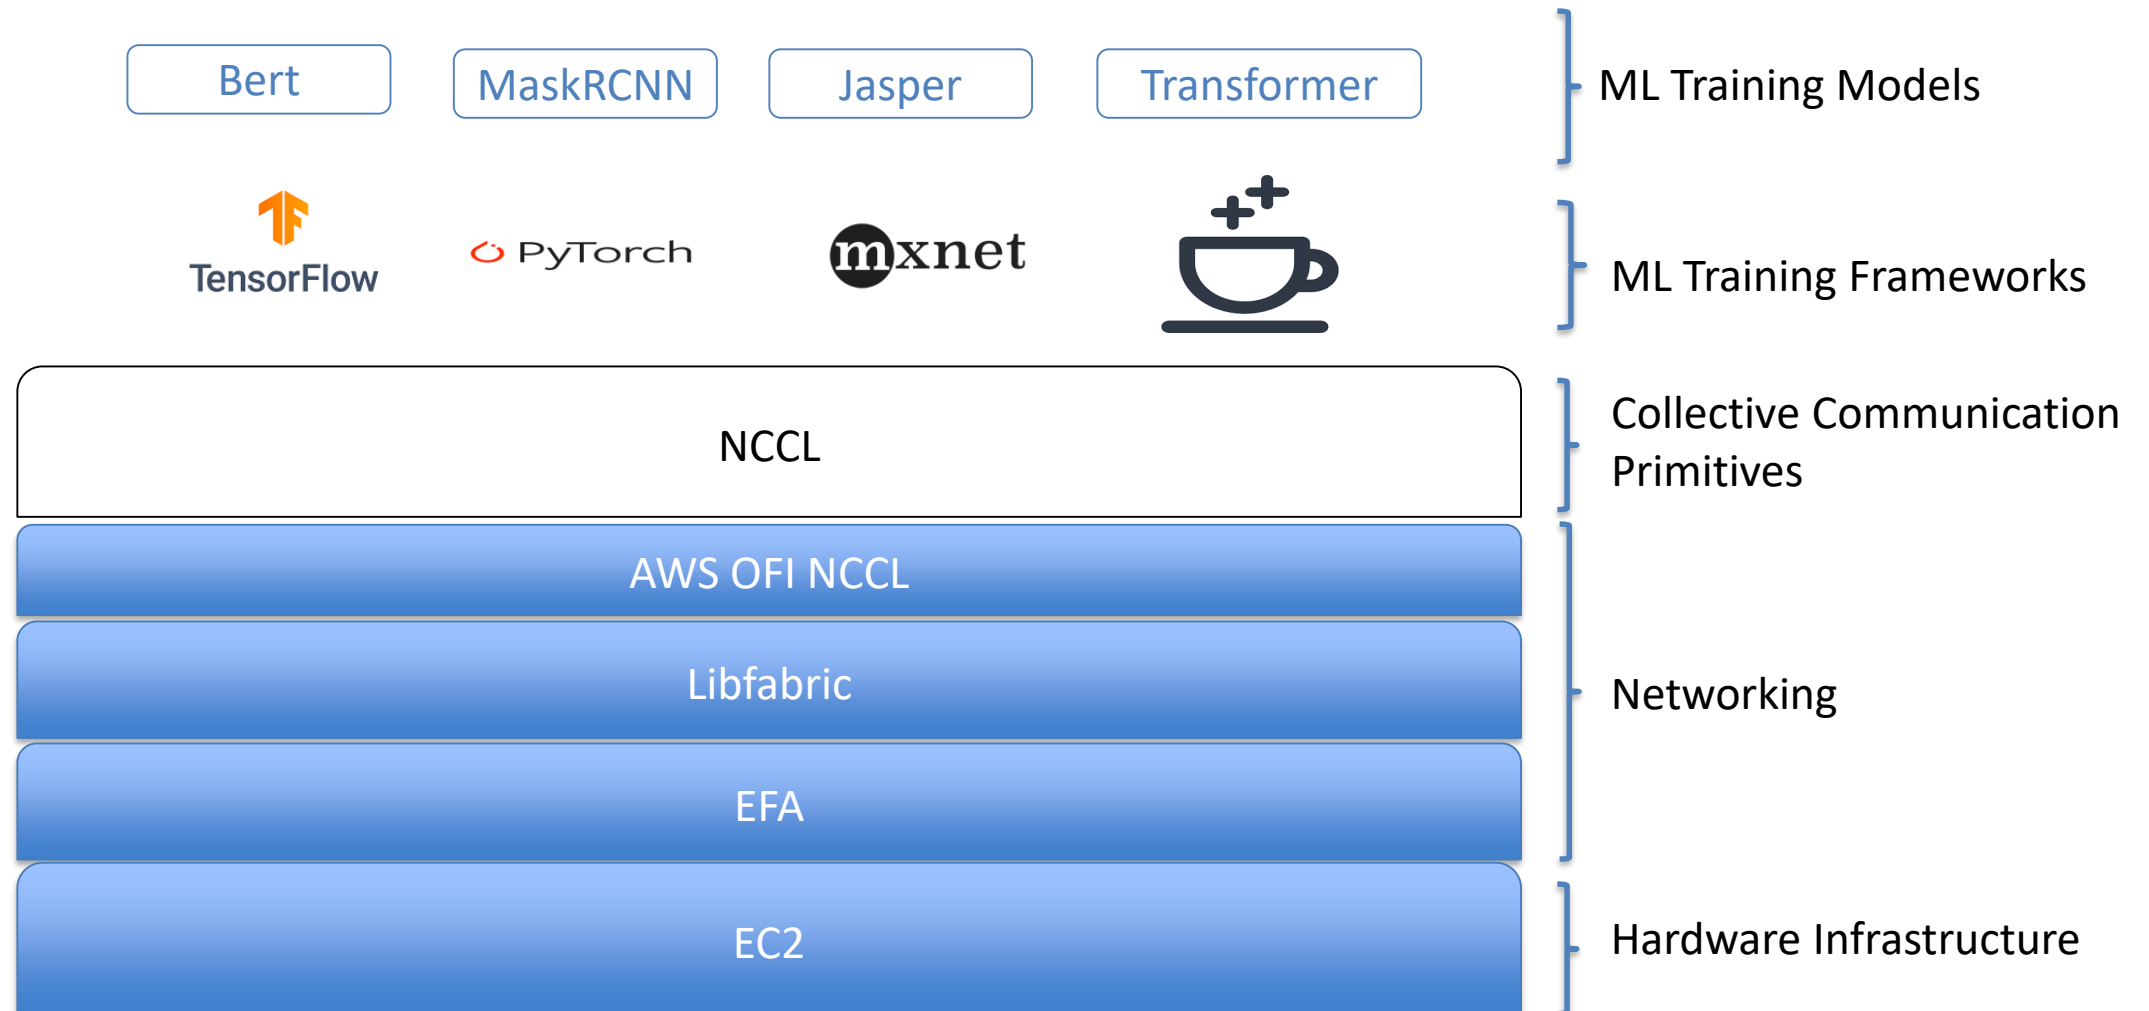 Bert
MaskRCNN
Jasper
Transformer
ML Training Models
TensorFlow
PyTorch
mxnet
ML Training Frameworks
NCCL
Collective Communication
Primitives
AWS OFI NCCL
Libfabric
Networking
EFA
EC2
Hardware Infrastructure